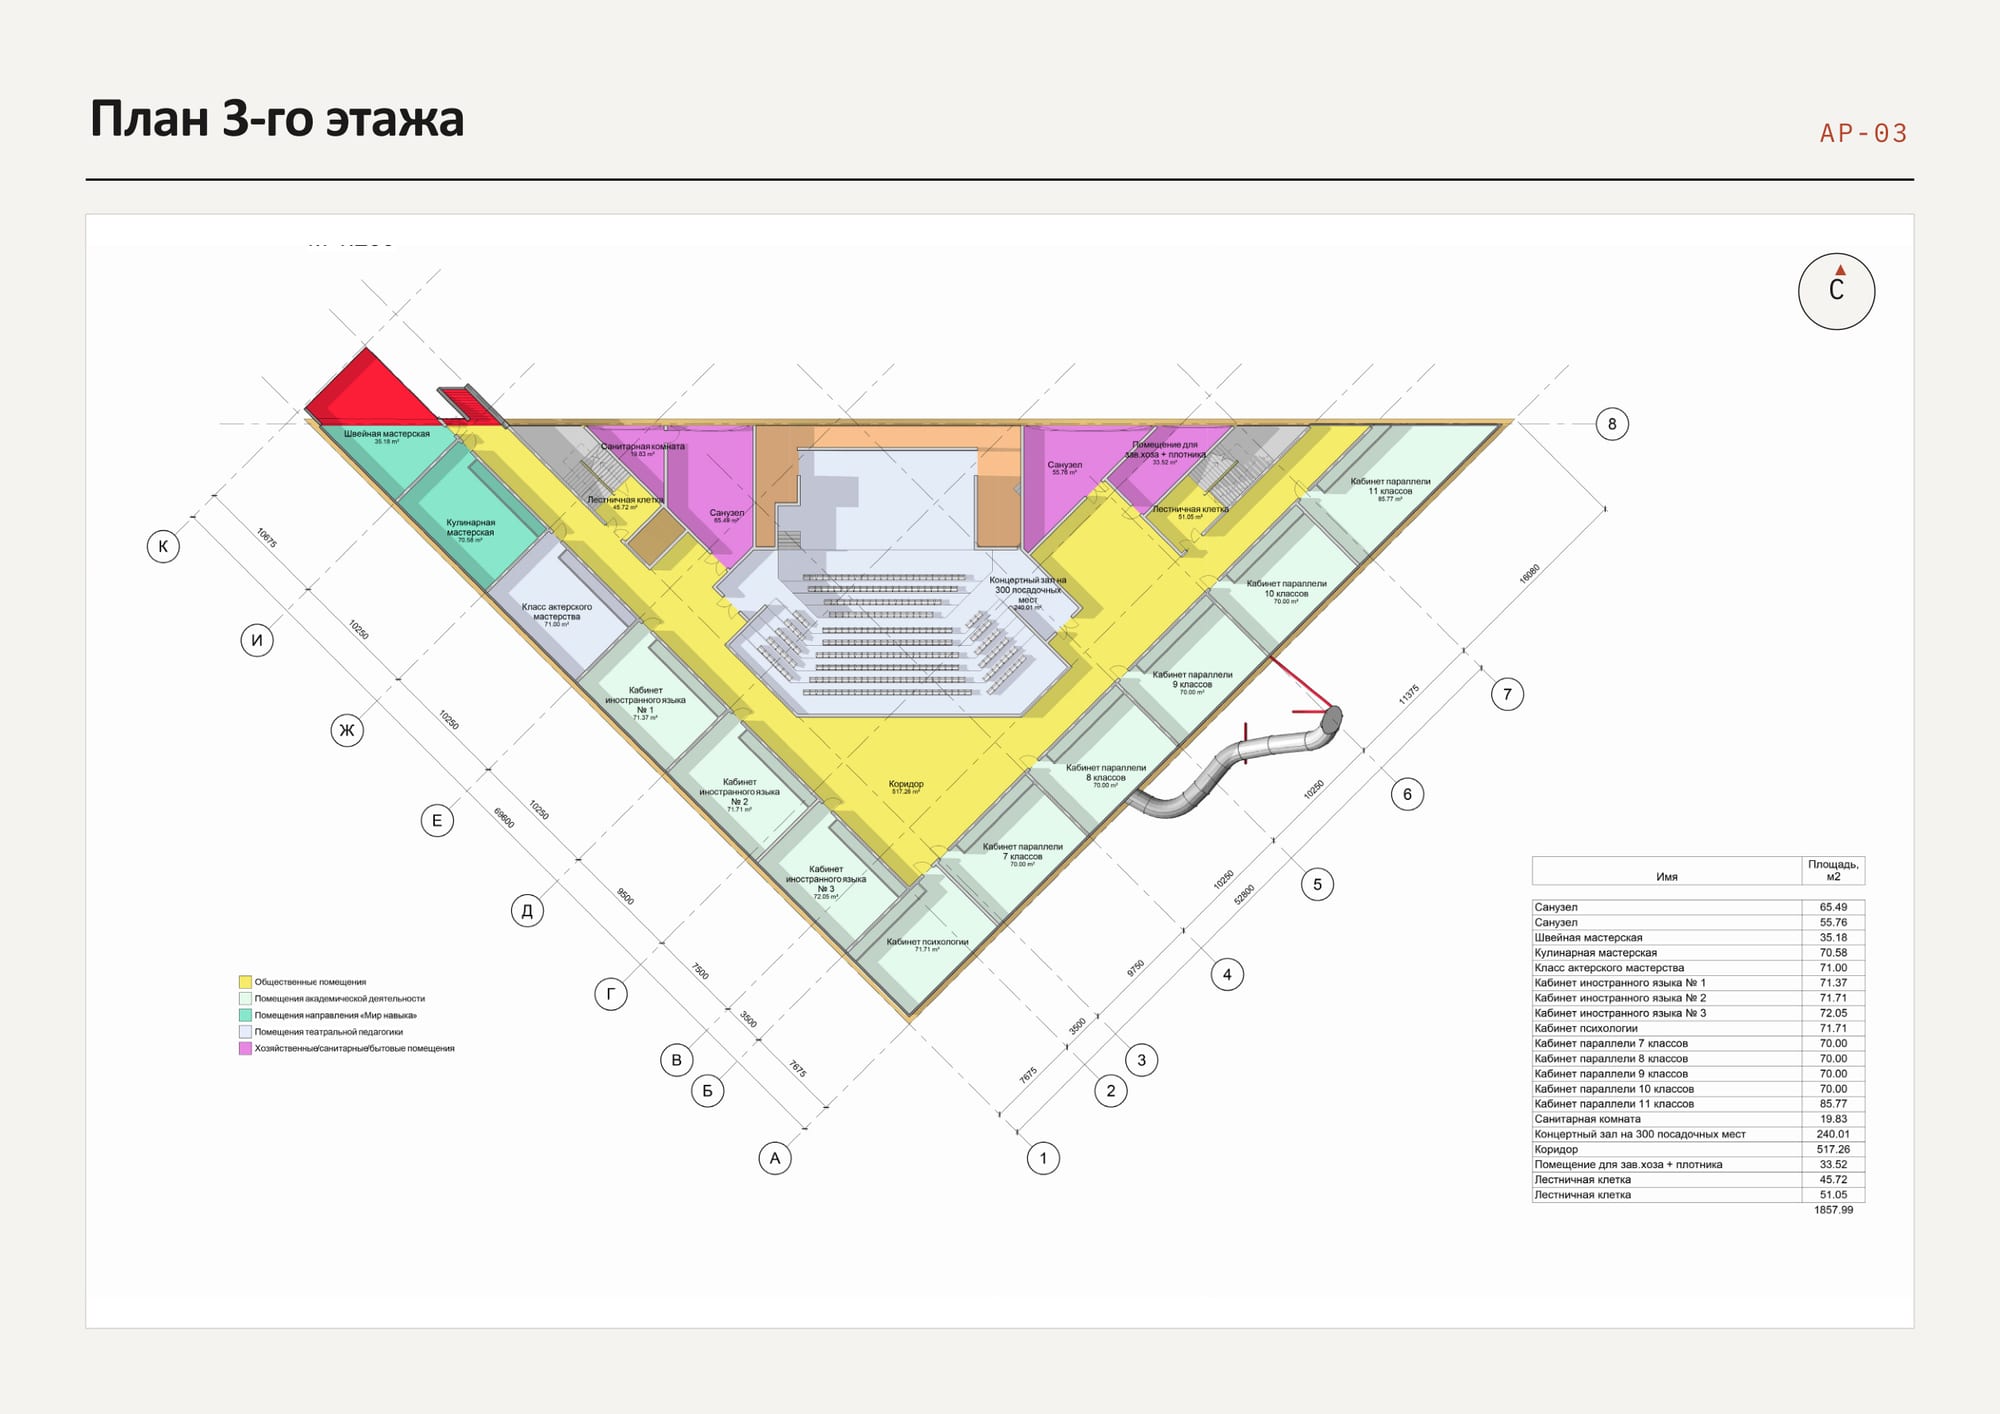 План 3-го этажа
АР-03
С
8
Швейная мастерская
35.18 m²
Санитарная комната
19.83 m²
Помещение для
зав.хоза + плотника
33.52 m²
Санузел
55.76 m²
Кабинет параллели
11 классов
85.77 m²
Лестничная клетка
45.72 m²
Санузел
65.49 m²
Лестничная клетка
51.05 m²
Кулинарная
мастерская
70.58 m²
Концертный зал на
300 посадочных
мест
240.01 m²
Кабинет параллели
10 классов
70.00 m²
Класс актерского
мастерства
71.00 m²
Кабинет параллели
9 классов
70.00 m²
Кабинет
иностранного языка
№ 1
71.37 m²
Кабинет параллели
8 классов
70.00 m²
Кабинет
иностранного языка
№ 2
71.71 m²
Коридор
517.26 m²
Кабинет параллели
7 классов
70.00 m²
Кабинет
иностранного языка
№ 3
72.05 m²
Кабинет психологии
71.71 m²
К
И
Ж
Е
Д
Г
В
Б
А
10675
10250
10250
10250
9500
7500
3500
7675
69600
1
2
3
4
5
6
7
7675
3500
9750
10250
10250
11375
16080
52800
Общественные помещения
Помещения академической деятельности
Помещения направления «Мир навыка»
Помещения театральной педагогики
Хозяйственные/санитарные/бытовые помещения
Имя Площадь, м2
Санузел 65.49
Санузел 55.76
Швейная мастерская 35.18
Кулинарная мастерская 70.58
Класс актерского мастерства 71.00
Кабинет иностранного языка № 1 71.37
Кабинет иностранного языка № 2 71.71
Кабинет иностранного языка № 3 72.05
Кабинет психологии 71.71
Кабинет параллели 7 классов 70.00
Кабинет параллели 8 классов 70.00
Кабинет параллели 9 классов 70.00
Кабинет параллели 10 классов 70.00
Кабинет параллели 11 классов 85.77
Санитарная комната 19.83
Концертный зал на 300 посадочных мест 240.01
Коридор 517.26
Помещение для зав.хоза + плотника 33.52
Лестничная клетка 45.72
Лестничная клетка 51.05
1857.99